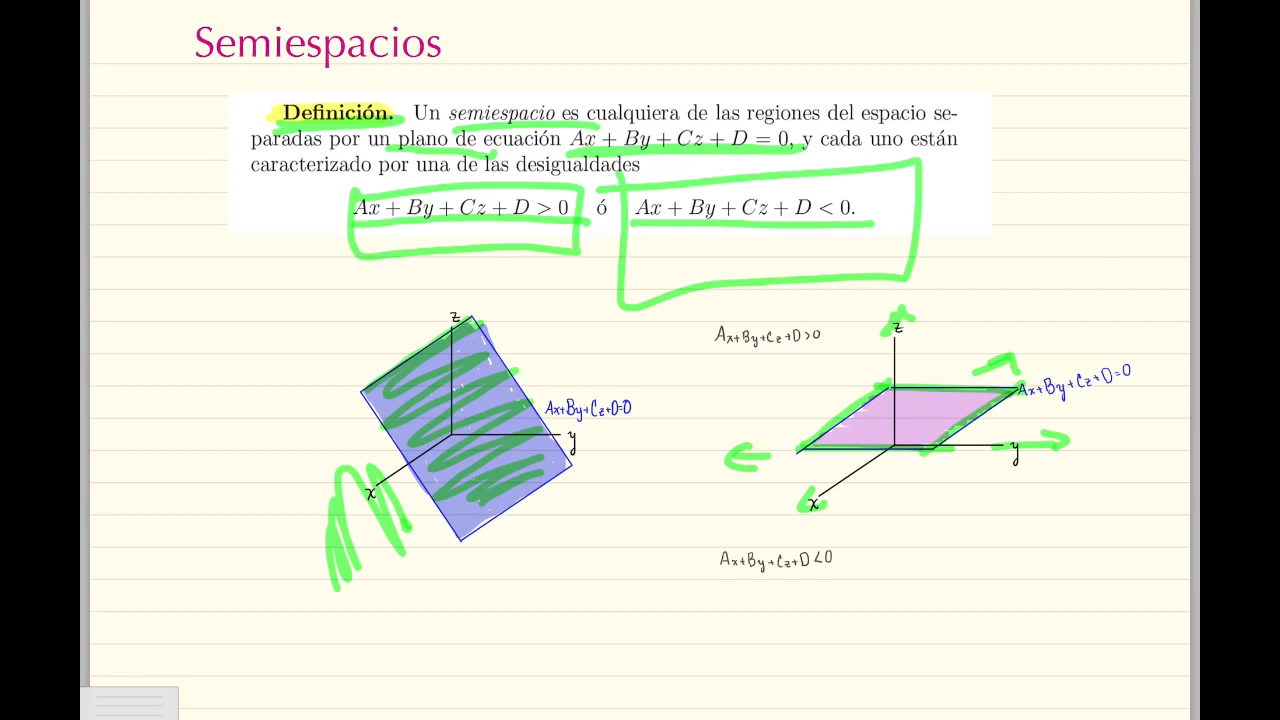 Semiespacios
Definición. Un semiespacio es cualquiera de las regiones del espacio se-
paradas por un plano de ecuación Ax + By + Cz + D = 0, y cada uno están
caracterizado por una de las desigualdades
Ax + By + Cz + D > 0 ó Ax + By + Cz + D < 0.
z
Ax+By+Cz+D=0
y
x
Ax+By+Cz+D>0
z
Ax+By+Cz+D=0
y
x
Ax+By+Cz+D<0